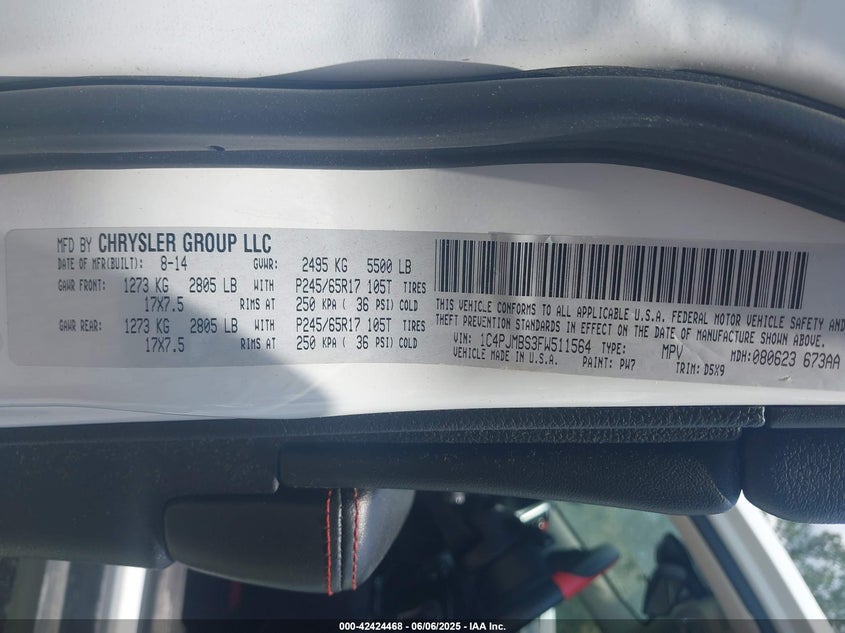 MFD BY CHRYSLER GROUP LLC
DATE OF MFR(BUILT): 8-14 GVWR: 2495 KG 5500 LB
GAWR FRONT: 1273 KG 2805 LB WITH P245/65R17 105T TIRES
17X7.5 RIMS AT 250 KPA ( 36 PSI) COLD
GAWR REAR: 1273 KG 2805 LB WITH P245/65R17 105T TIRES
17X7.5 RIMS AT 250 KPA ( 36 PSI) COLD
THIS VEHICLE CONFORMS TO ALL APPLICABLE U.S.A. FEDERAL MOTOR VEHICLE SAFETY AND
THEFT PREVENTION STANDARDS IN EFFECT ON THE DATE OF MANUFACTURE SHOWN ABOVE.
VIN: 1C4PJMBS3FW511564 TYPE: MPV MDH: 080623 673AA
VEHICLE MADE IN U.S.A. PAINT: PW7 TRIM: D5X9
000-42424468 - 06/06/2025 - IAA Inc.